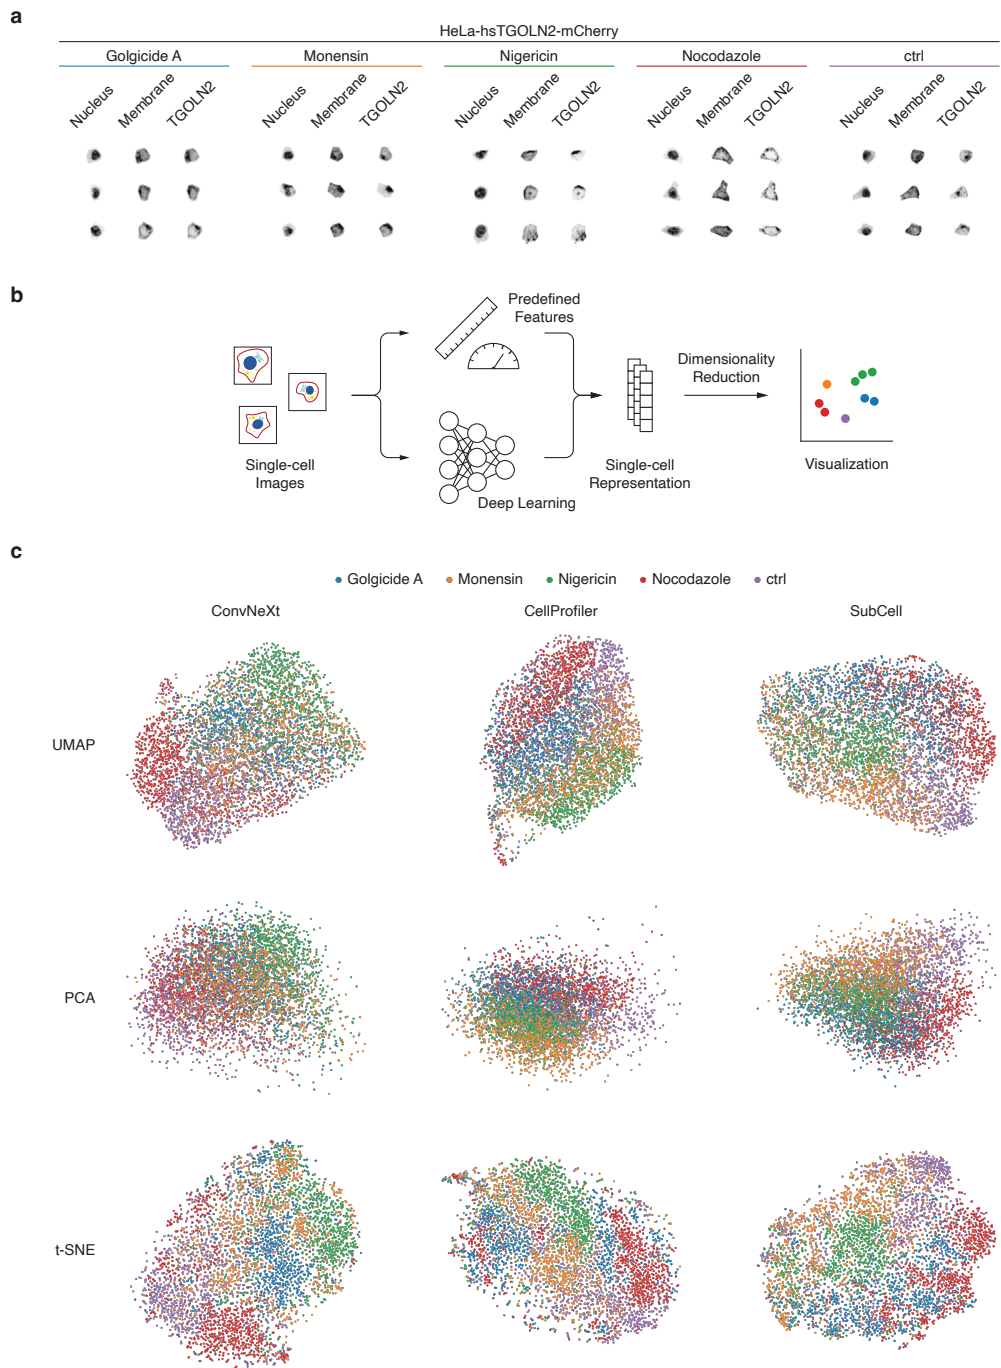 a
HeLa-hsTGOLN2-mCherry
Golgicide A Monensin Nigericin Nocodazole ctrl
Nucleus Membrane TGOLN2 Nucleus Membrane TGOLN2 Nucleus Membrane TGOLN2 Nucleus Membrane TGOLN2 Nucleus Membrane TGOLN2
b
Predefined
Features
Dimensionality
Reduction
Single-cell
Images
Deep Learning
Single-cell
Representation
Visualization
c
Golgicide A Monensin Nigericin Nocodazole ctrl
ConvNeXt CellProfiler SubCell
UMAP
PCA
t-SNE